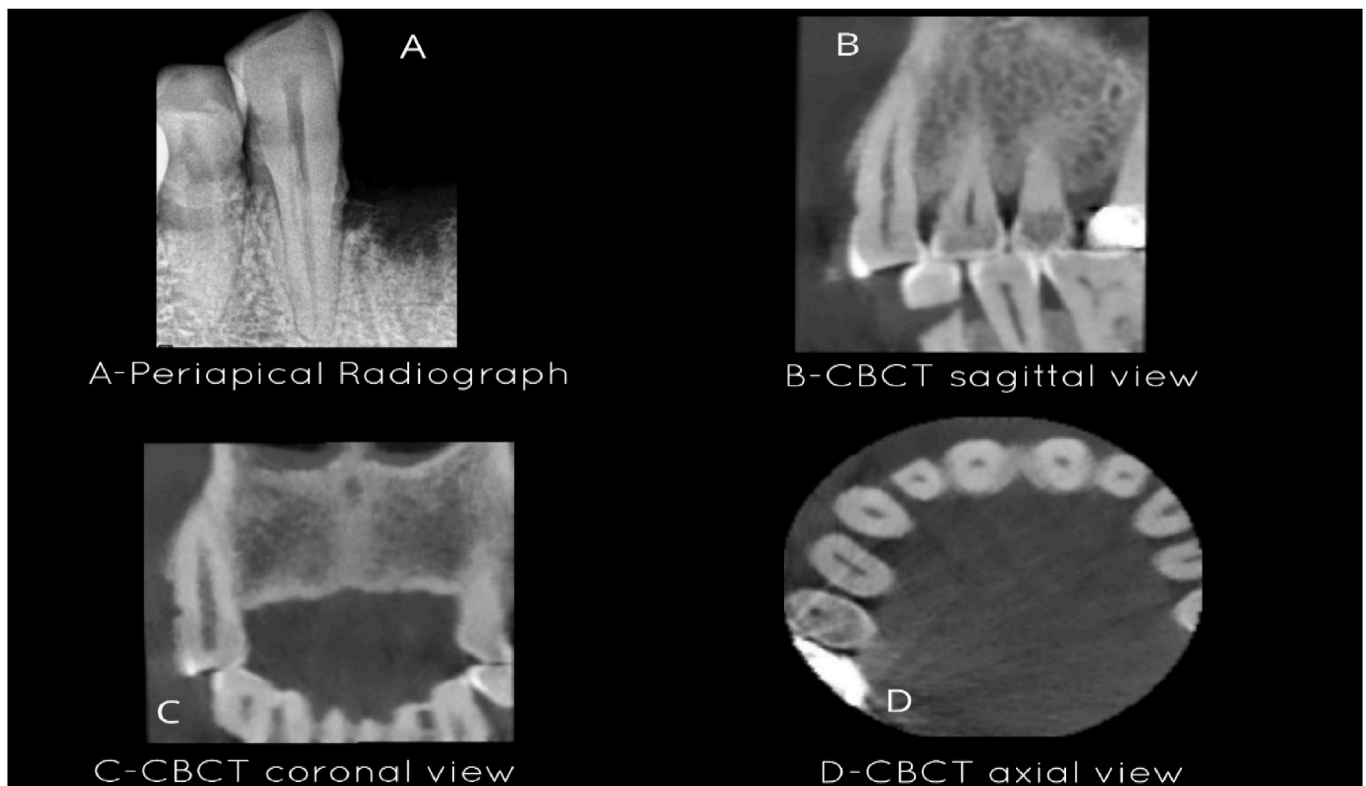 A
B
A-Periapical Radiograph
B-CBCT sagittal view
C
D
C-CBCT coronal view
D-CBCT axial view